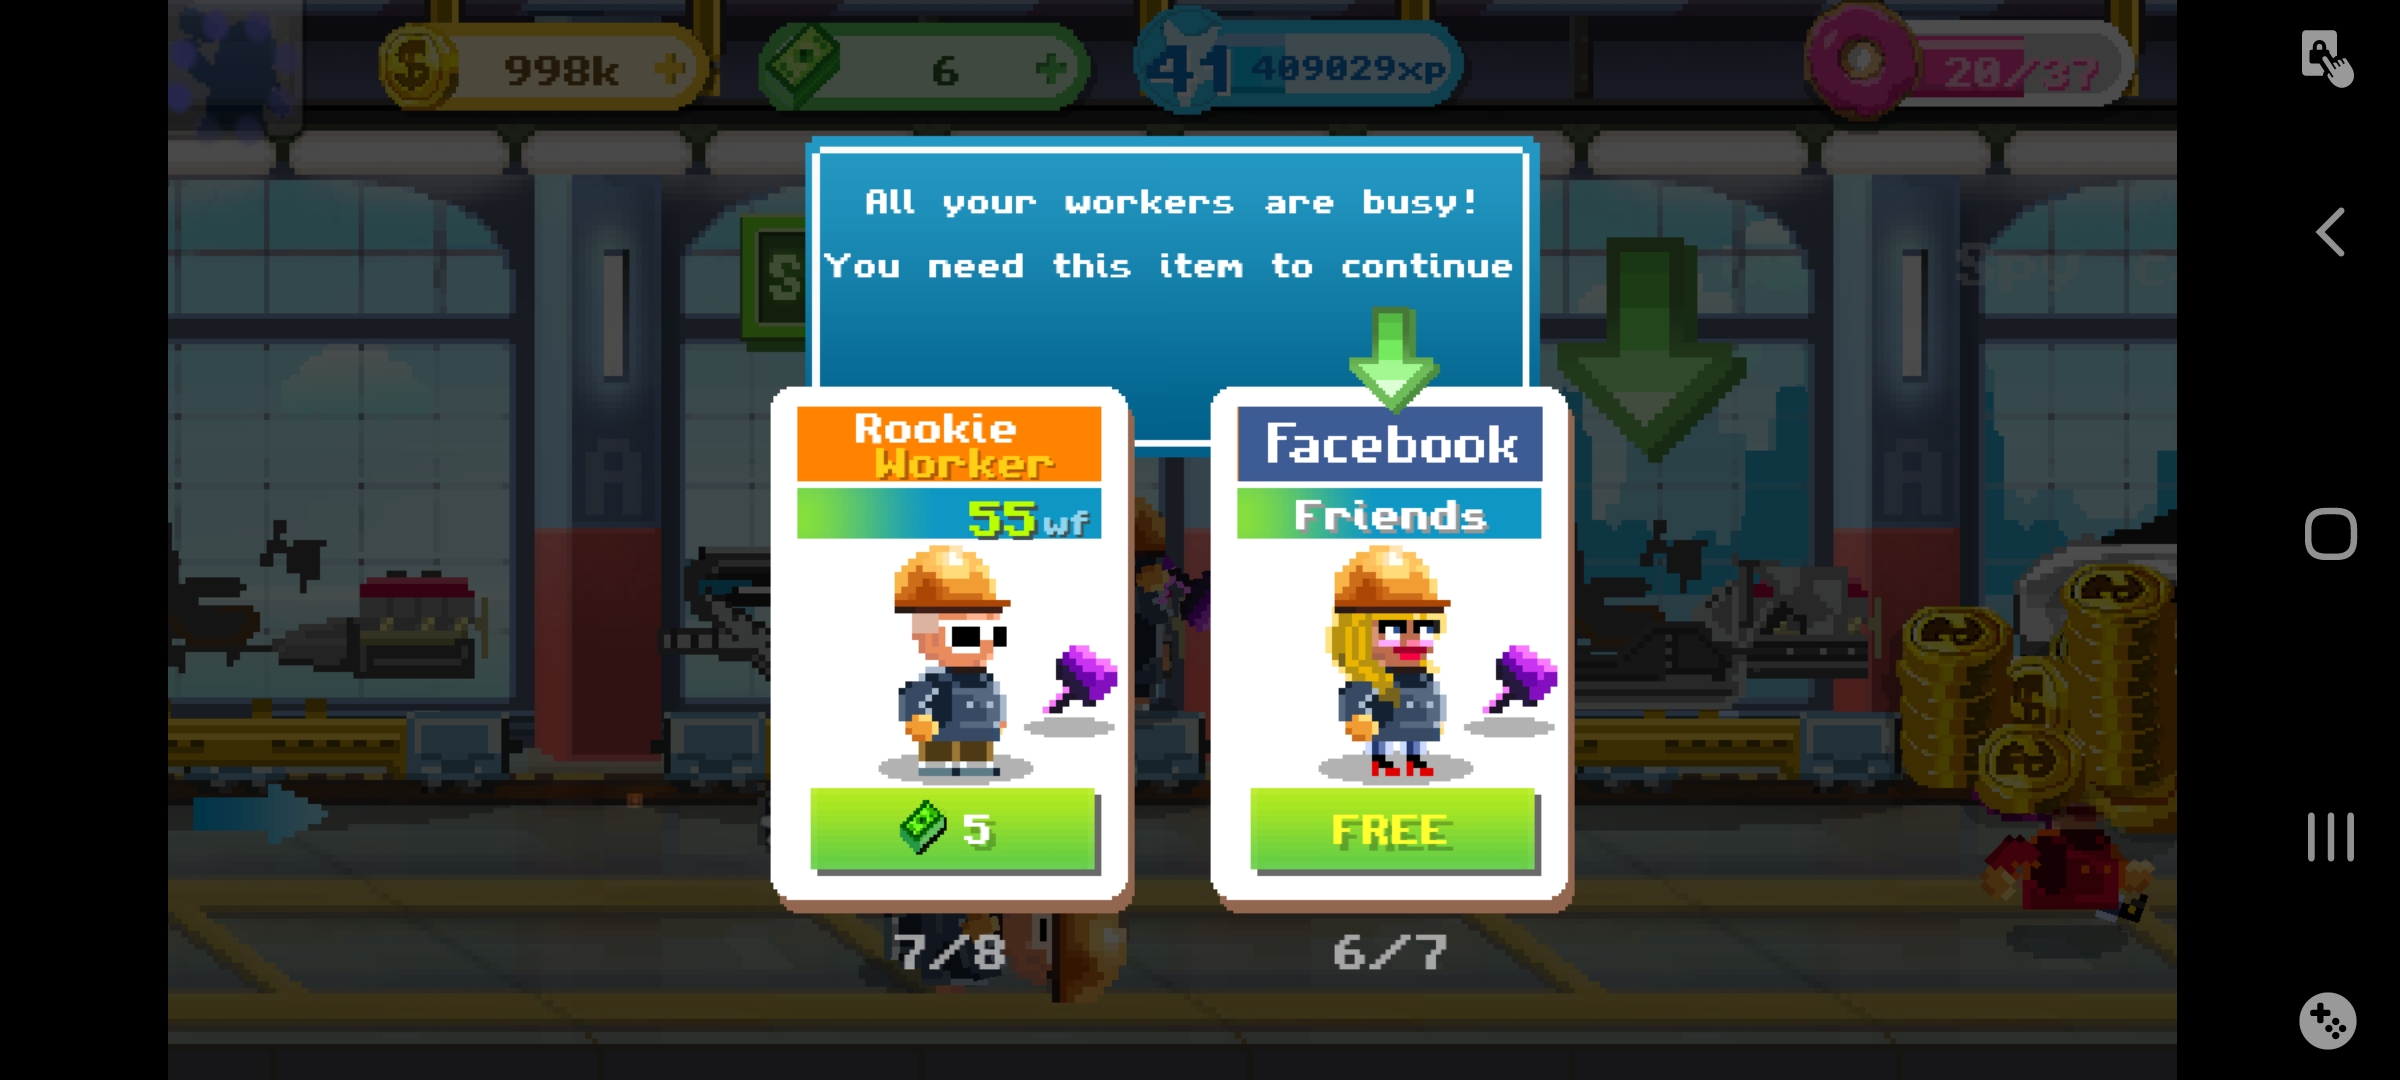 998k
6
41 409029xp
20/37
All your workers are busy!
You need this item to continue
S
Spy C
Rookie
Worker
55wf
5
7/8
Facebook
Friends
FREE
6/7
A
A